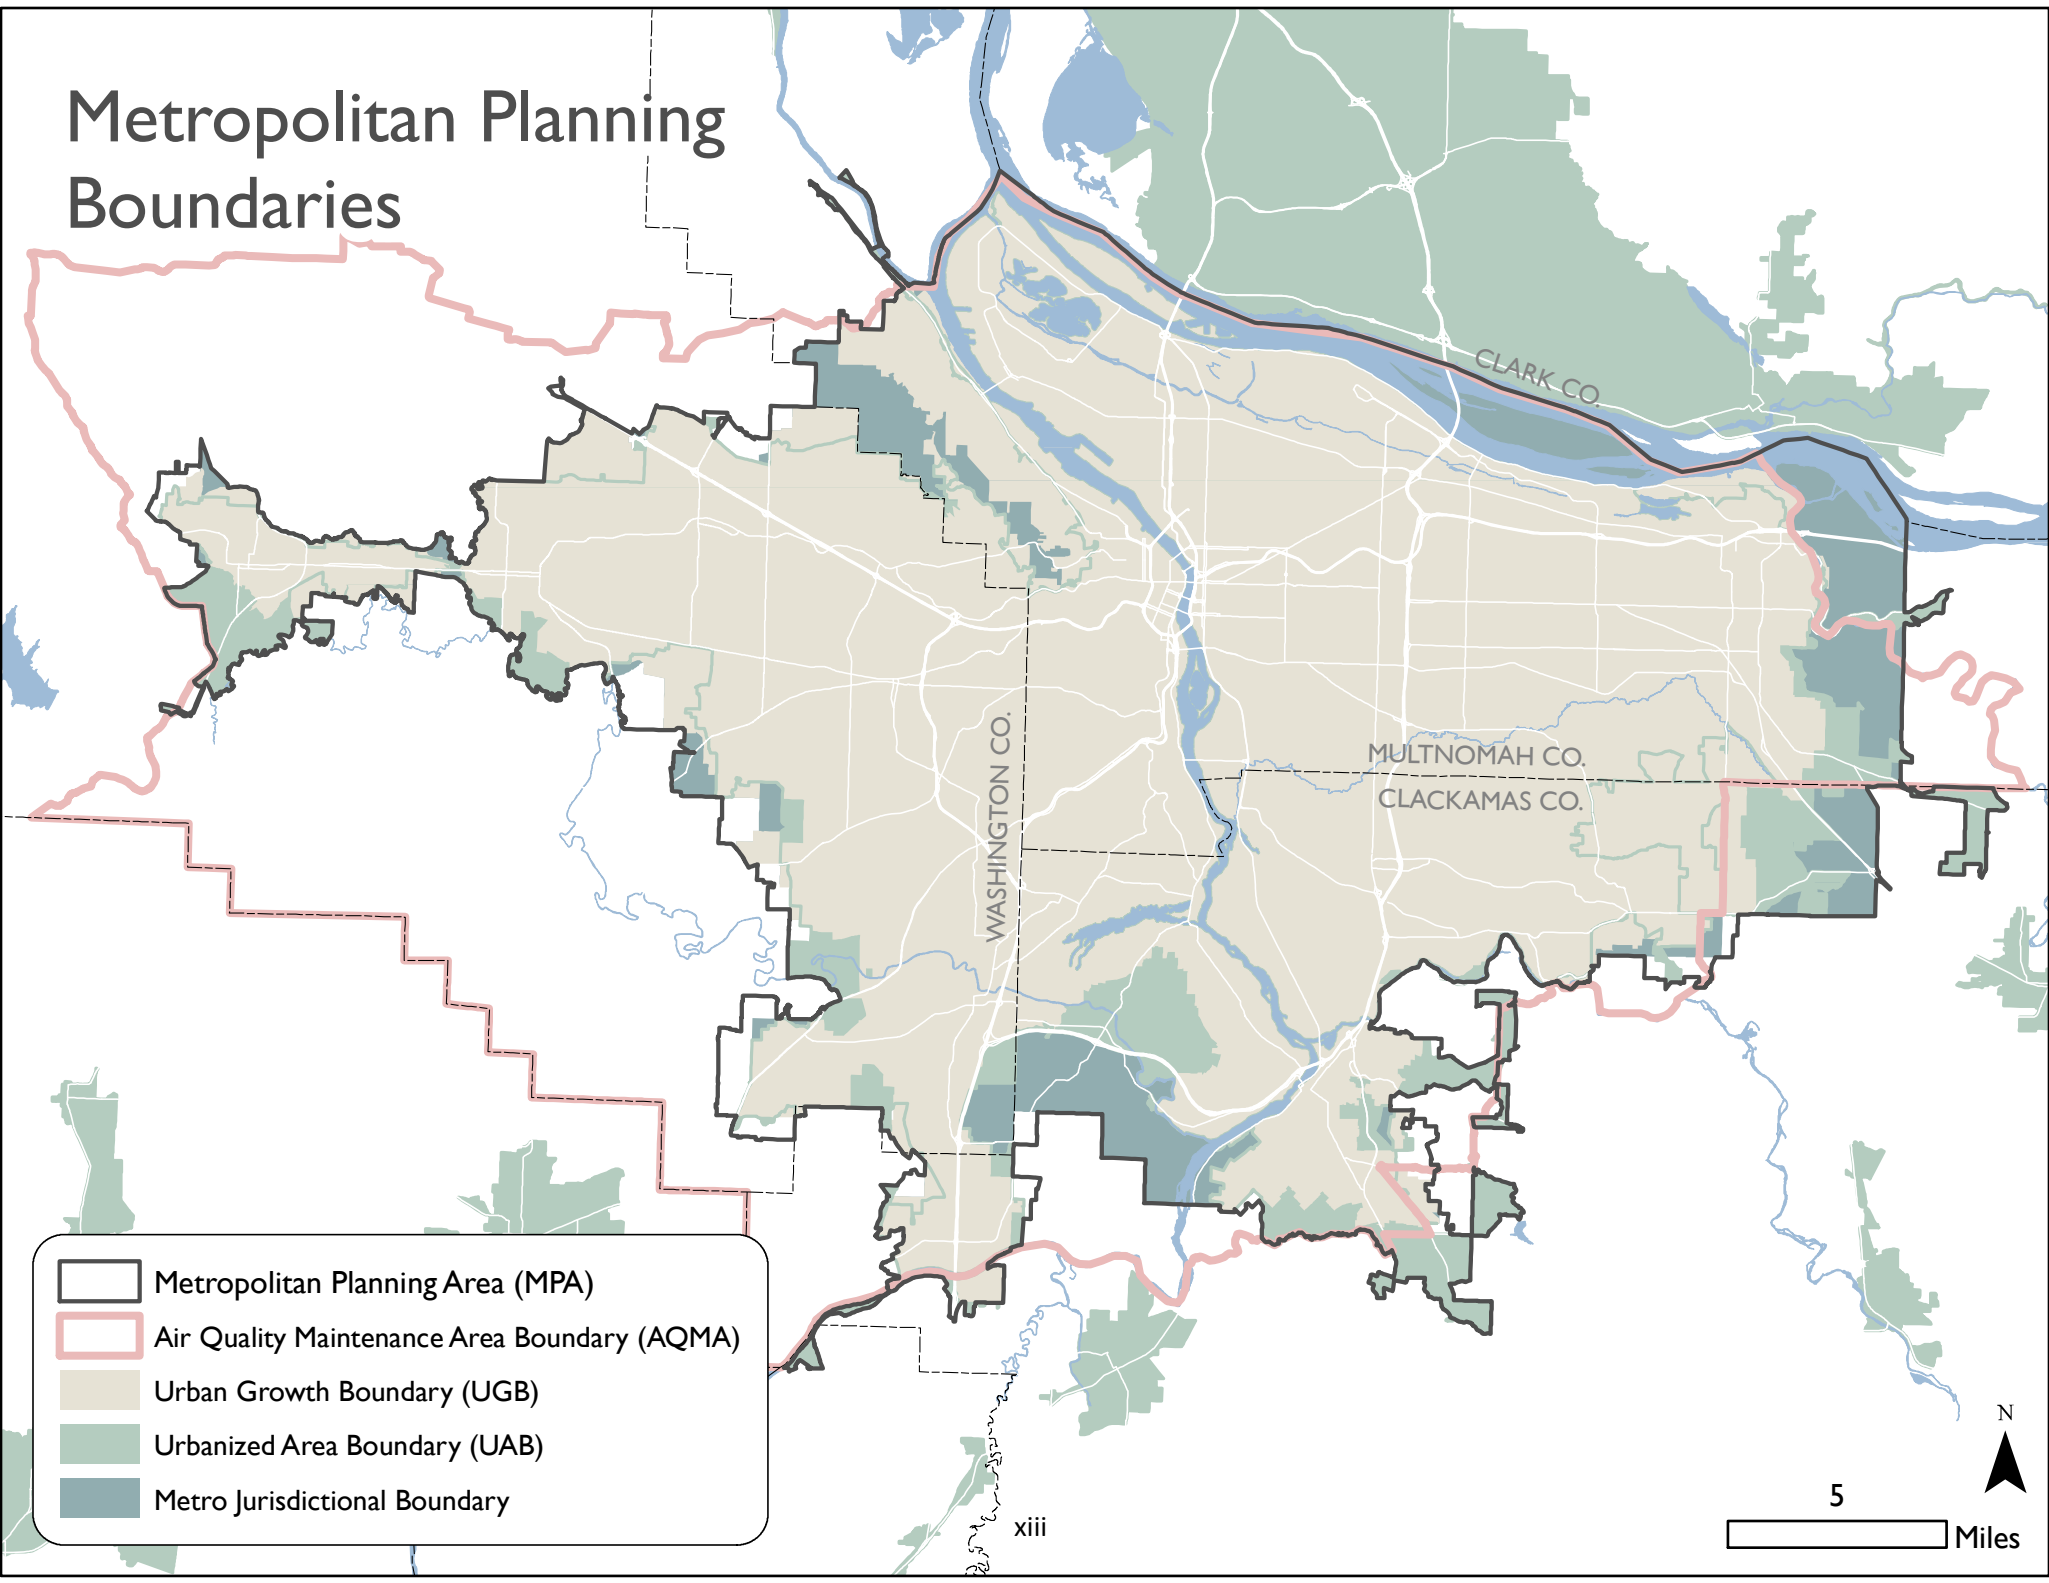 Metropolitan Planning
Boundaries
CLARK CO.
WASHINGTON CO.
MULTNOMAH CO.
CLACKAMAS CO.
Metropolitan Planning Area (MPA)
Air Quality Maintenance Area Boundary (AQMA)
Urban Growth Boundary (UGB)
Urbanized Area Boundary (UAB)
Metro Jurisdictional Boundary
N
5
Miles
xiii